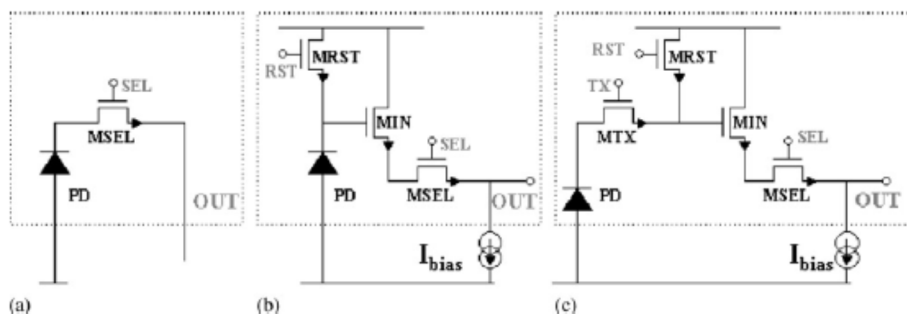 SEL
MSEL
PD
OUT
(a)
RST
MRST
MIN
SEL
PD
MSEL
OUT
Ibias
(b)
RST
MRST
TX
MTX
MIN
SEL
PD
MSEL
OUT
Ibias
(c)